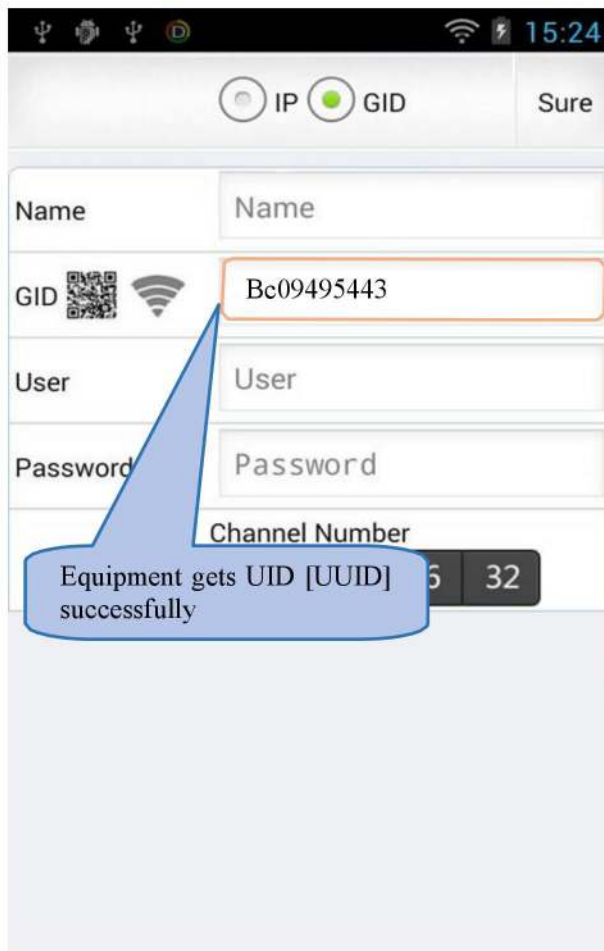 15:24
IP GID Sure
Name Name
GID Bc09495443
User User
Password Password
Channel Number
32
Equipment gets UID [UUID]
successfully